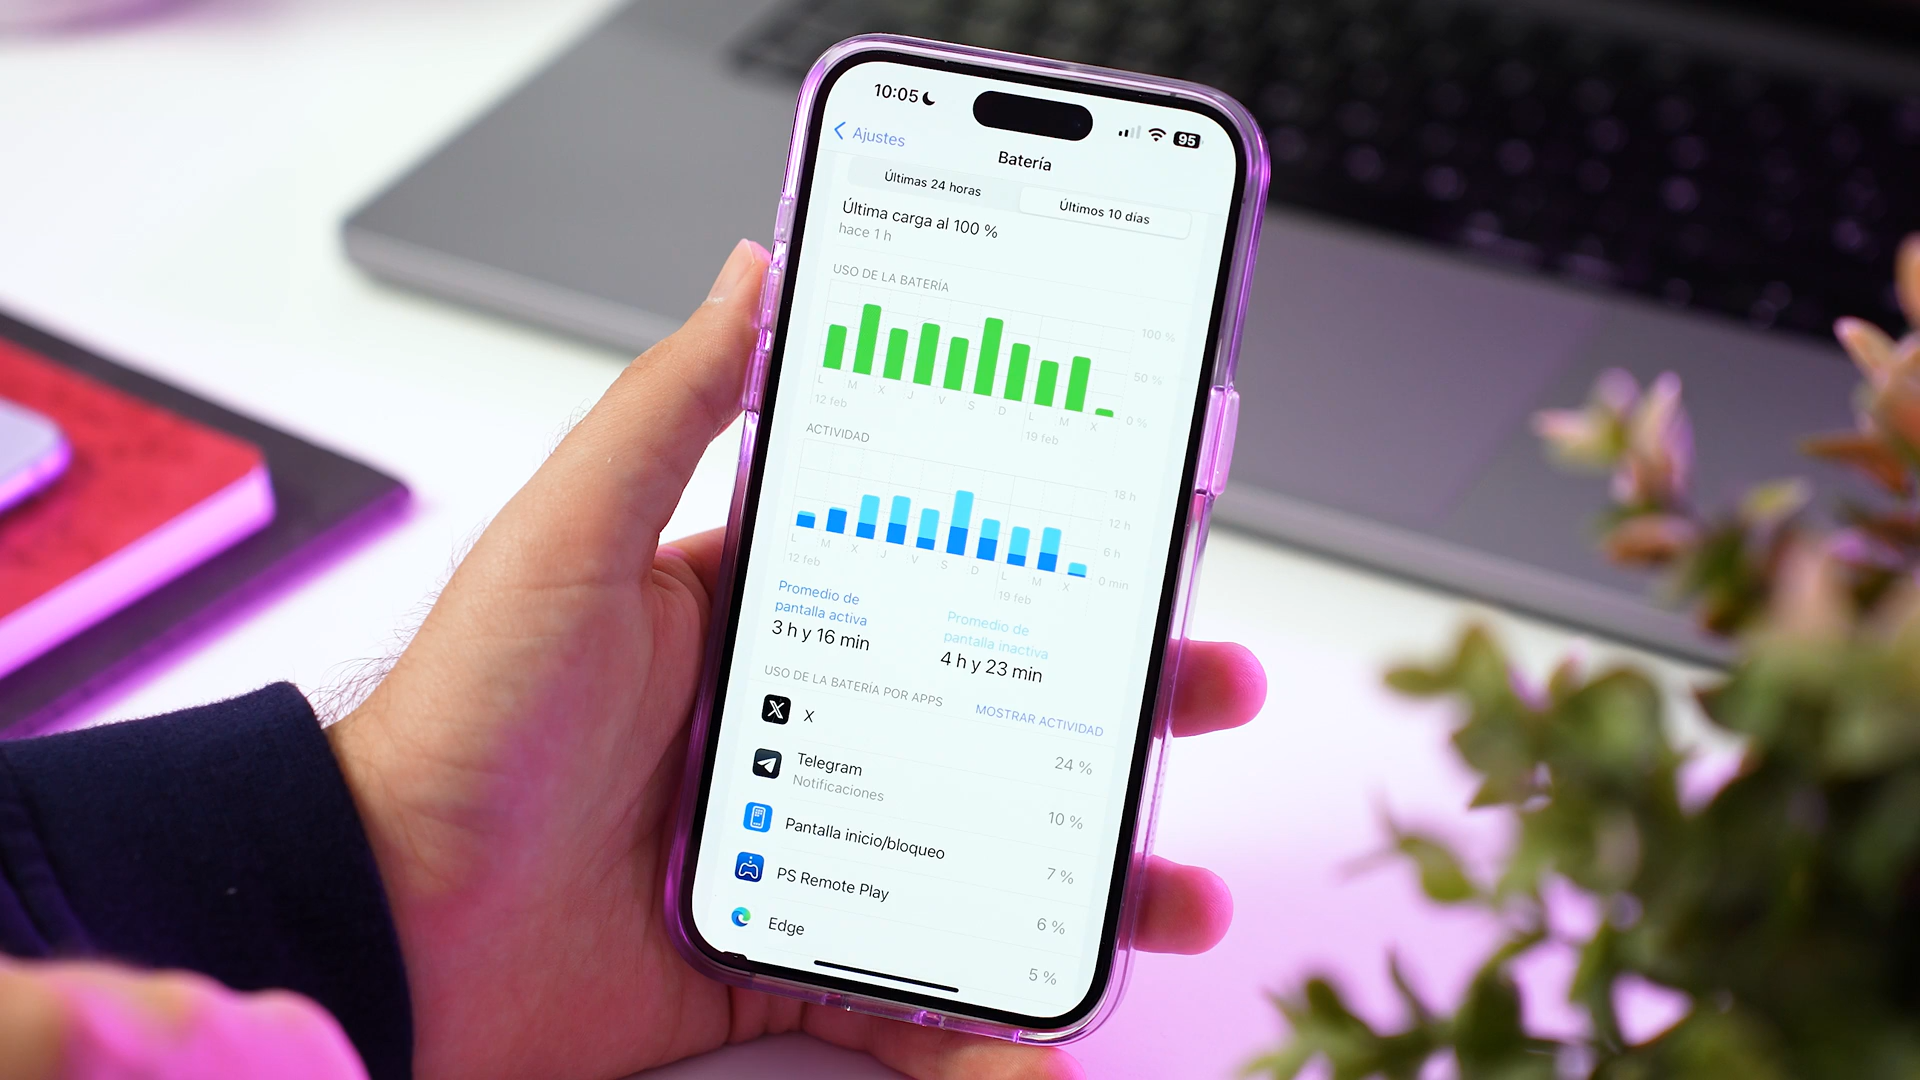 10:05
95
Ajustes
Batería
Últimas 24 horas
Últimos 10 días
Última carga al 100 %
hace 1 h
USO DE LA BATERÍA
100 %
50 %
0 %
L M X J V S D L M X
12 feb
19 feb
ACTIVIDAD
18 h
12 h
6 h
0 min
L M X J V S D L M X
12 feb
19 feb
Promedio de
pantalla activa
3 h y 16 min
Promedio de
pantalla inactiva
4 h y 23 min
USO DE LA BATERÍA POR APPS
MOSTRAR ACTIVIDAD
X
24 %
Telegram
Notificaciones
10 %
Pantalla inicio/bloqueo
7 %
PS Remote Play
6 %
Edge
5 %